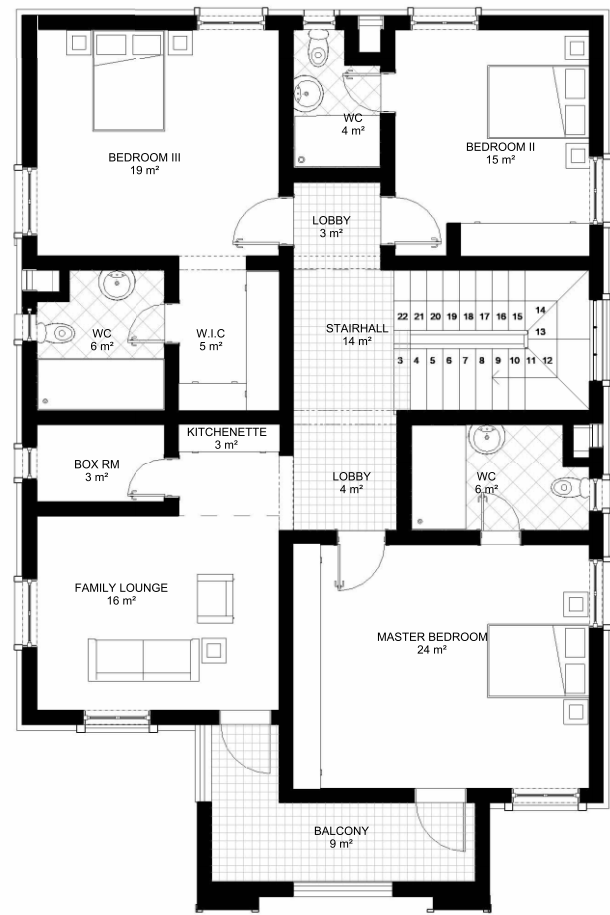 WC
4 m²
BEDROOM II
15 m²
BEDROOM III
19 m²
LOBBY
3 m²
22 21 20 19 18 17 16 15 14
13
STAIRHALL
14 m²
WC
6 m²
W.I.C
5 m²
3 4 5 6 7 8 9 10 11 12
KITCHENETTE
3 m²
BOX RM
3 m²
LOBBY
4 m²
WC
6 m²
FAMILY LOUNGE
16 m²
MASTER BEDROOM
24 m²
BALCONY
9 m²